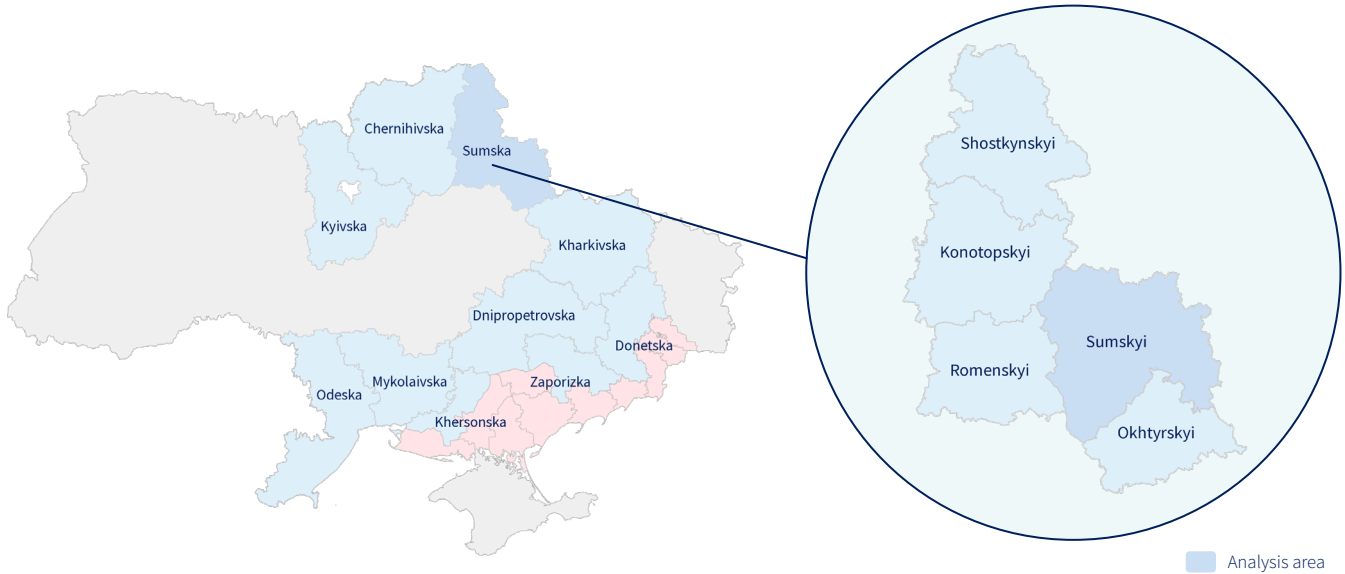 Chernihivska
Sumska
Kyivska
Kharkivska
Dnipropetrovska
Donetska
Zaporizka
Mykolaivska
Odeska
Khersonska
Shostkynskyi
Konotopskyi
Sumskyi
Romenskyi
Okhtyrskyi
Analysis area